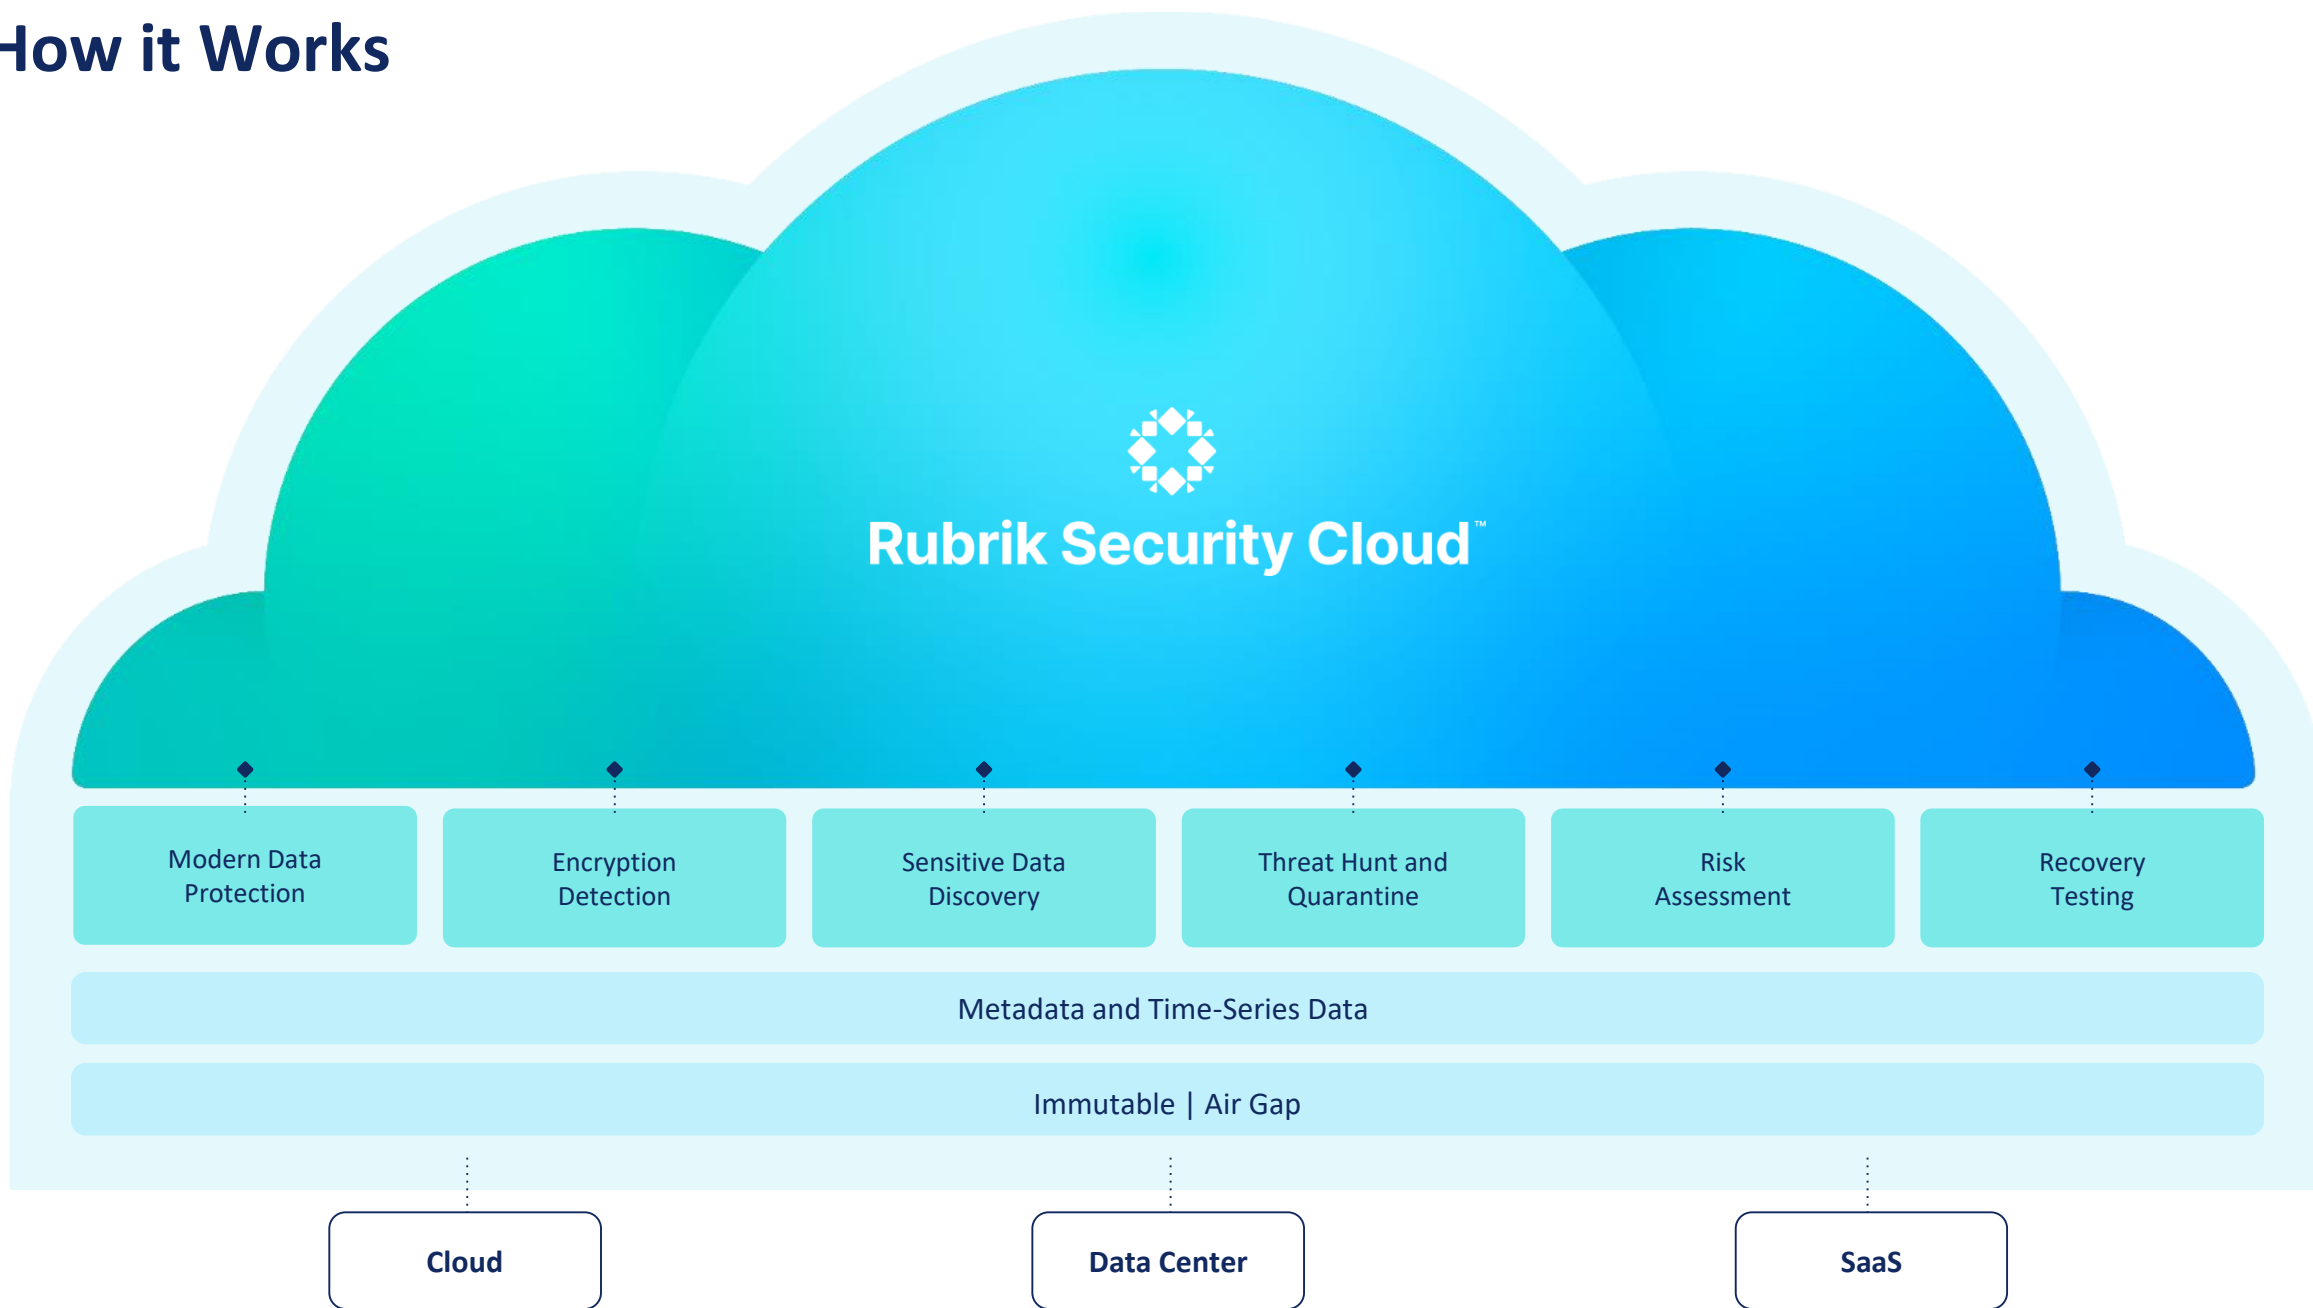 How it Works
Rubrik Security Cloud™
Modern Data
Protection
Encryption
Detection
Sensitive Data
Discovery
Threat Hunt and
Quarantine
Risk
Assessment
Recovery
Testing
Metadata and Time-Series Data
Immutable | Air Gap
Cloud
Data Center
SaaS